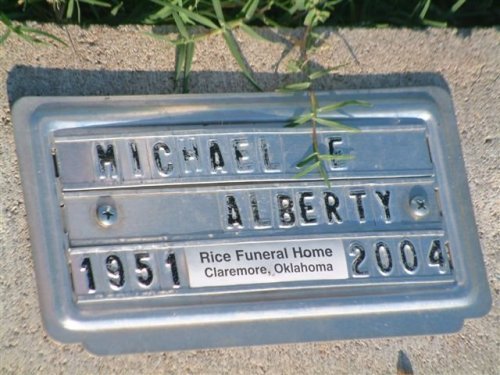 MICHAEL E
ALBERTY
1951 Rice Funeral Home 2004
Claremore, Oklahoma